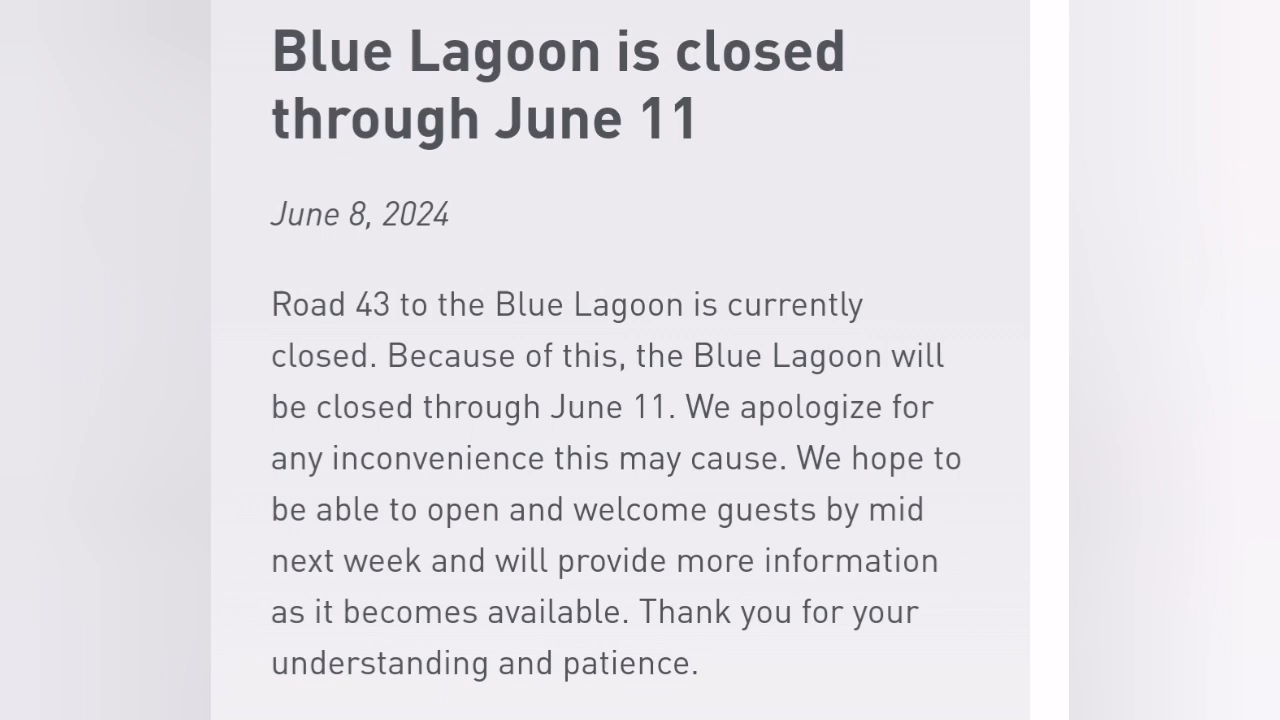 Blue Lagoon is closed
through June 11
June 8, 2024
Road 43 to the Blue Lagoon is currently
closed. Because of this, the Blue Lagoon will
be closed through June 11. We apologize for
any inconvenience this may cause. We hope to
be able to open and welcome guests by mid
next week and will provide more information
as it becomes available. Thank you for your
understanding and patience.